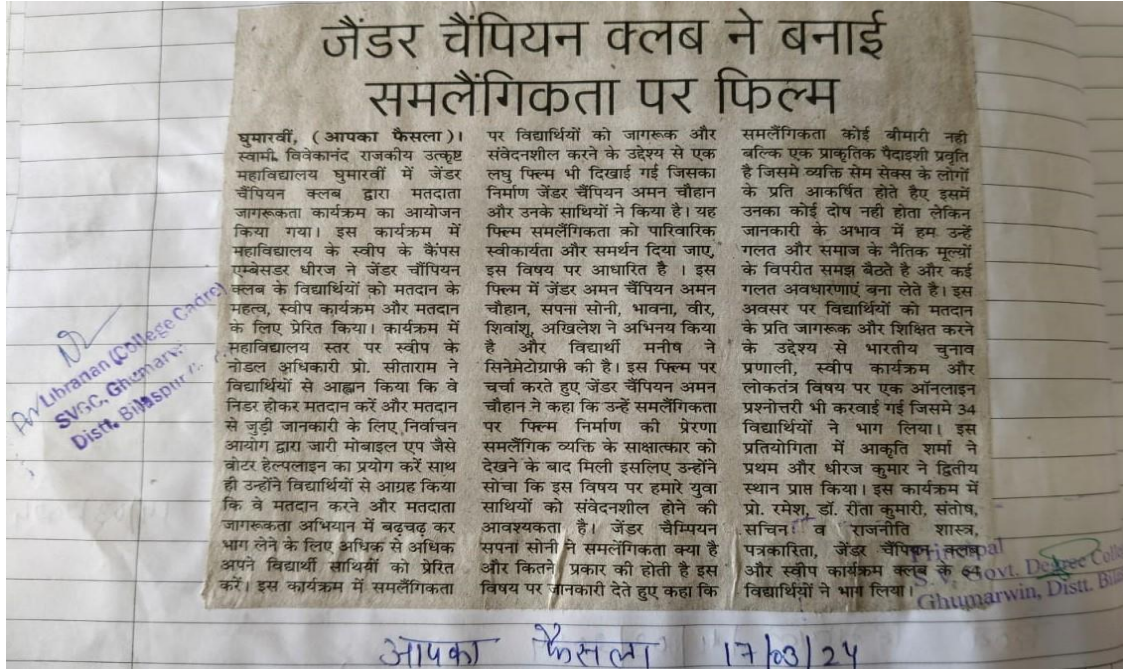 जैंडर चैंपियन क्लब ने बनाई
समलैंगिकता पर फिल्म
घुमारवीं, (आपका फैसला)।
स्वामी विवेकानंद राजकीय उत्कृष्ट
महाविद्यालय घुमारवीं में जेंडर
चैंपियन क्लब द्वारा मतदाता
जागरूकता कार्यक्रम का आयोजन
किया गया। इस कार्यक्रम में
महाविद्यालय के स्वीप के कैंपस
एम्बेसडर धीरज ने जेंडर चौंपियन
क्लब के विद्यार्थियों को मतदान के
महत्व, स्वीप कार्यक्रम और मतदान
के लिए प्रेरित किया। कार्यक्रम में
महाविद्यालय स्तर पर स्वीप के
नोडल अधिकारी प्रो. सीताराम ने
विद्यार्थियों से आह्वान किया कि वे
निडर होकर मतदान करें और मतदान
से जुड़ी जानकारी के लिए निर्वाचन
आयोग द्वारा जारी मोबाइल एप जैसे
वोटर हेल्पलाइन का प्रयोग करें साथ
ही उन्होंने विद्यार्थियों से आग्रह किया
कि वे मतदान करने और मतदाता
जागरूकता अभियान में बढ़चढ़ कर
भाग लेने के लिए अधिक से अधिक
अपने विद्यार्थी साथियों को प्रेरित
करें। इस कार्यक्रम में समलैंगिकता
पर विद्यार्थियों को जागरूक और
संवेदनशील करने के उद्देश्य से एक
लघु फिल्म भी दिखाई गई जिसका
निर्माण जेंडर चैंपियन अमन चौहान
और उनके साथियों ने किया है। यह
फिल्म समलैंगिकता को पारिवारिक
स्वीकार्यता और समर्थन दिया जाए,
इस विषय पर आधारित है । इस
फिल्म में जेंडर अमन चैंपियन अमन
चौहान, सपना सोनी, भावना, वीर,
शिवांशु, अखिलेश ने अभिनय किया
है और विद्यार्थी मनीष ने
सिनेमेटोग्राफी की है। इस फिल्म पर
चर्चा करते हुए जेंडर चैंपियन अमन
चौहान ने कहा कि उन्हें समलैंगिकता
पर फिल्म निर्माण की प्रेरणा
समलैंगिक व्यक्ति के साक्षात्कार को
देखने के बाद मिली इसलिए उन्होंने
सोचा कि इस विषय पर हमारे युवा
साथियों को संवेदनशील होने की
आवश्यकता है। जेंडर चैम्पियन
सपना सोनी ने समलेंगिकता क्या है
और कितने प्रकार की होती है इस
विषय पर जानकारी देते हुए कहा कि
समलैंगिकता कोई बीमारी नही
बल्कि एक प्राकृतिक पैदाइशी प्रवृति
है जिसमे व्यक्ति सेम सेक्स के लोगों
के प्रति आकर्षित होते हैए इसमें
उनका कोई दोष नही होता लेकिन
जानकारी के अभाव में हम उन्हें
गलत और समाज के नैतिक मूल्यों
के विपरीत समझ बैठते है और कई
गलत अवधारणाएं बना लेते है। इस
अवसर पर विद्यार्थियों को मतदान
के प्रति जागरूक और शिक्षित करने
के उद्देश्य से भारतीय चुनाव
प्रणाली, स्वीप कार्यक्रम और
लोकतंत्र विषय पर एक ऑनलाइन
प्रश्नोत्तरी भी करवाई गई जिसमे 34
विद्यार्थियों ने भाग लिया। इस
प्रतियोगिता में आकृति शर्मा ने
प्रथम और धीरज कुमार ने द्वितीय
स्थान प्राप्त किया। इस कार्यक्रम में
प्रो. रमेश, डॉ. रीता कुमारी, संतोष,
सचिन व राजनीति शास्त्र,
पत्रकारिता, जेंडर चैंपियन क्लब
और स्वीप कार्यक्रम क्लब के 64
विद्यार्थियों ने भाग लिया।
Librarian (College Cadre)
SVGC, Ghumarwi
Distt. Bilaspur
Principal
S. V. Govt. Degree Colle
Ghumarwin, Distt. Bila
आपका फैसला 17/03/24